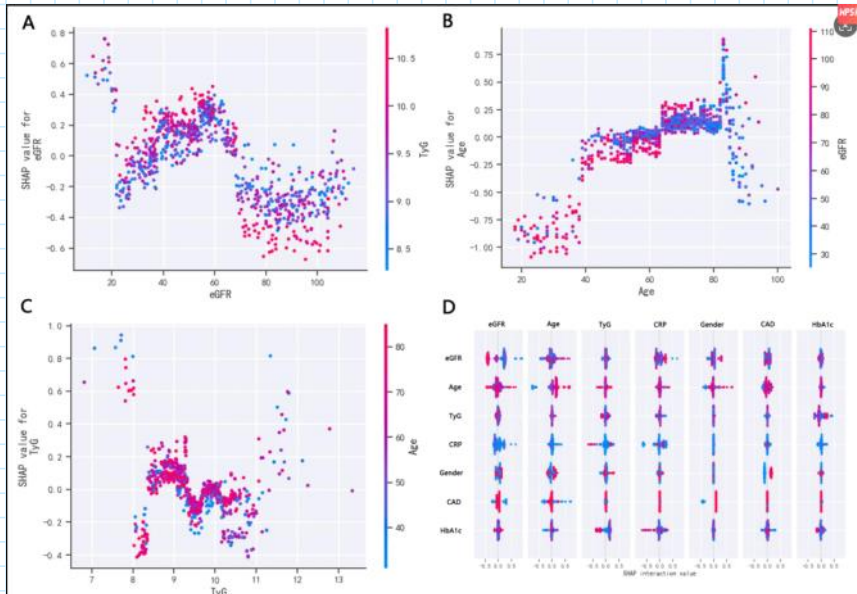 A
SHAP value for
eGFR
0.8
0.6
0.4
0.2
0.0
-0.2
-0.4
-0.6
20
40
60
80
100
eGFR
10.5
10.0
9.5
9.0
8.5
TyG
B
SHAP value for
Age
0.75
0.50
0.25
0.00
-0.25
-0.50
-0.75
-1.00
20
40
60
80
100
Age
110
100
90
80
70
60
50
40
30
eGFR
C
SHAP value for
TyG
1.0
0.8
0.6
0.4
0.2
0.0
-0.2
-0.4
7
8
9
10
11
12
13
TyG
80
70
60
50
40
Age
D
eGFR Age TyG CRP Gender CAD HbA1c
eGFR
Age
TyG
CRP
Gender
CAD
HbA1c
SHAP interaction value